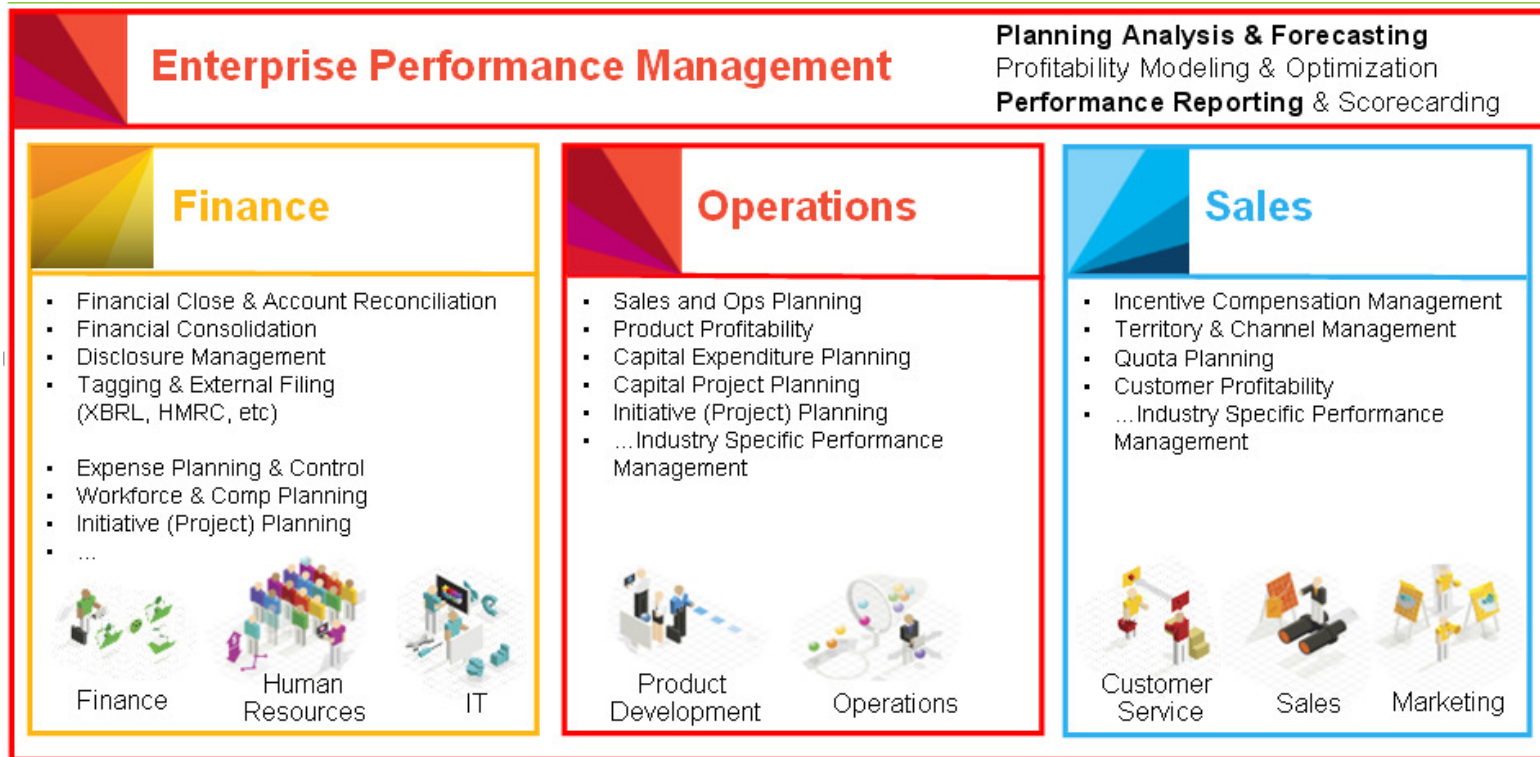 Enterprise Performance Management
Planning Analysis & Forecasting
Profitability Modeling & Optimization
Performance Reporting & Scorecarding
Finance
▪ Financial Close & Account Reconciliation
▪ Financial Consolidation
▪ Disclosure Management
▪ Tagging & External Filing
(XBRL, HMRC, etc)
▪ Expense Planning & Control
▪ Workforce & Comp Planning
▪ Initiative (Project) Planning
▪ ...
Finance
Human
Resources
IT
Operations
▪ Sales and Ops Planning
▪ Product Profitability
▪ Capital Expenditure Planning
▪ Capital Project Planning
▪ Initiative (Project) Planning
▪ ...Industry Specific Performance
Management
Product
Development
Operations
Sales
▪ Incentive Compensation Management
▪ Territory & Channel Management
▪ Quota Planning
▪ Customer Profitability
▪ ...Industry Specific Performance
Management
Customer
Service
Sales
Marketing